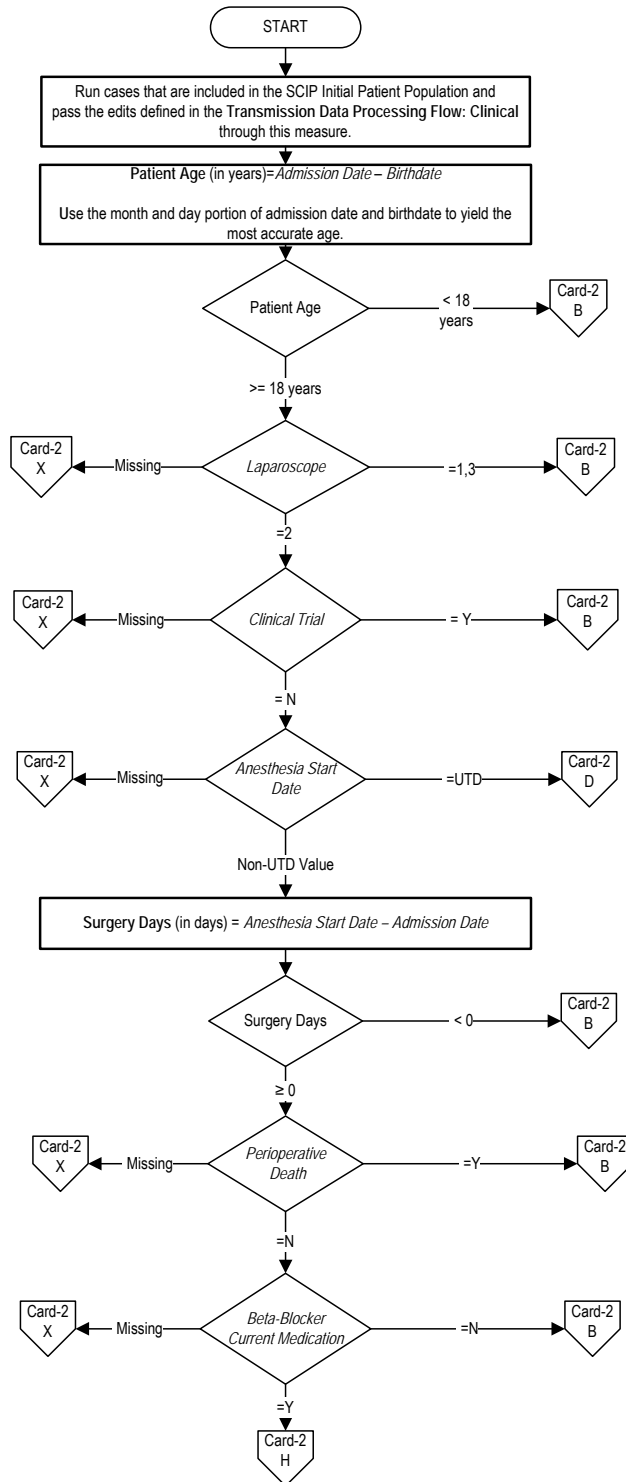 START
Run cases that are included in the SCIP Initial Patient Population and
pass the edits defined in the Transmission Data Processing Flow: Clinical
through this measure.
Patient Age (in years)=Admission Date – Birthdate
Use the month and day portion of admission date and birthdate to yield the
most accurate age.
Patient Age
< 18
years
Card-2
B
>= 18 years
Card-2
X
Missing
Laparoscope
=1,3
Card-2
B
=2
Card-2
X
Missing
Clinical Trial
= Y
Card-2
B
= N
Card-2
X
Missing
Anesthesia Start
Date
=UTD
Card-2
D
Non-UTD Value
Surgery Days (in days) = Anesthesia Start Date – Admission Date
Surgery Days
< 0
Card-2
B
≥ 0
Card-2
X
Missing
Perioperative
Death
=Y
Card-2
B
=N
Card-2
X
Missing
Beta-Blocker
Current Medication
=N
Card-2
B
=Y
Card-2
H